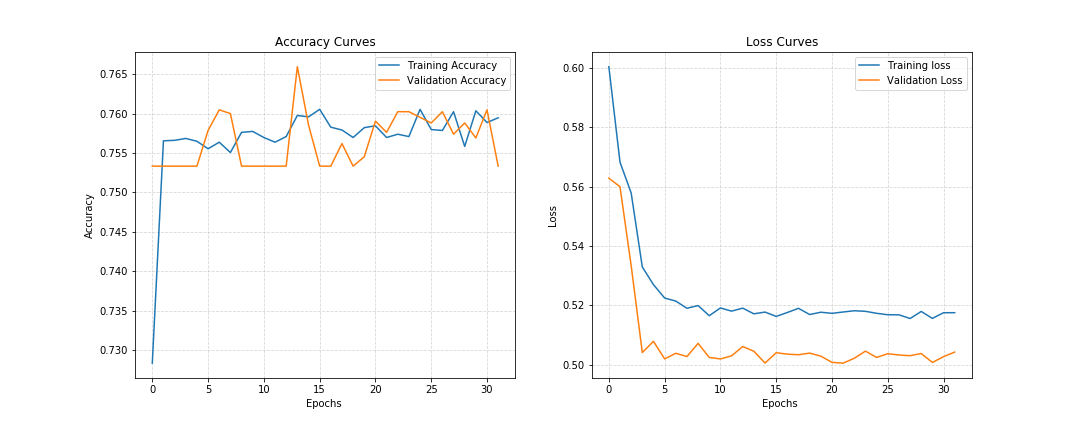 Accuracy Curves
Training Accuracy
Validation Accuracy
0.765
0.760
0.755
0.750
0.745
0.740
0.735
0.730
Accuracy
0 5 10 15 20 25 30
Epochs
Loss Curves
Training loss
Validation Loss
0.60
0.58
0.56
0.54
0.52
0.50
Loss
0 5 10 15 20 25 30
Epochs